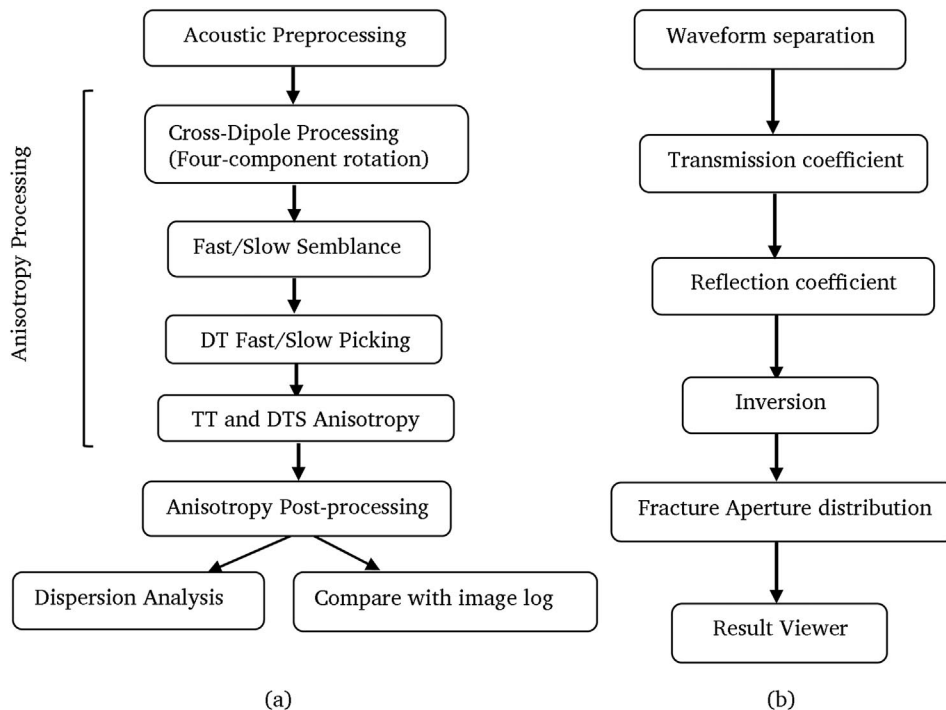 Acoustic Preprocessing
Anisotropy Processing
Cross-Dipole Processing
(Four-component rotation)
Fast/Slow Semblance
DT Fast/Slow Picking
TT and DTS Anisotropy
Anisotropy Post-processing
Dispersion Analysis
Compare with image log
(a)
Waveform separation
Transmission coefficient
Reflection coefficient
Inversion
Fracture Aperture distribution
Result Viewer
(b)